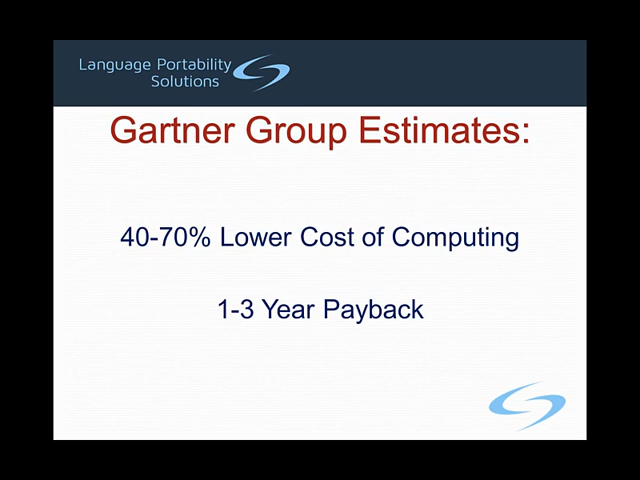 Language Portability
Solutions
Gartner Group Estimates:
40-70% Lower Cost of Computing
1-3 Year Payback